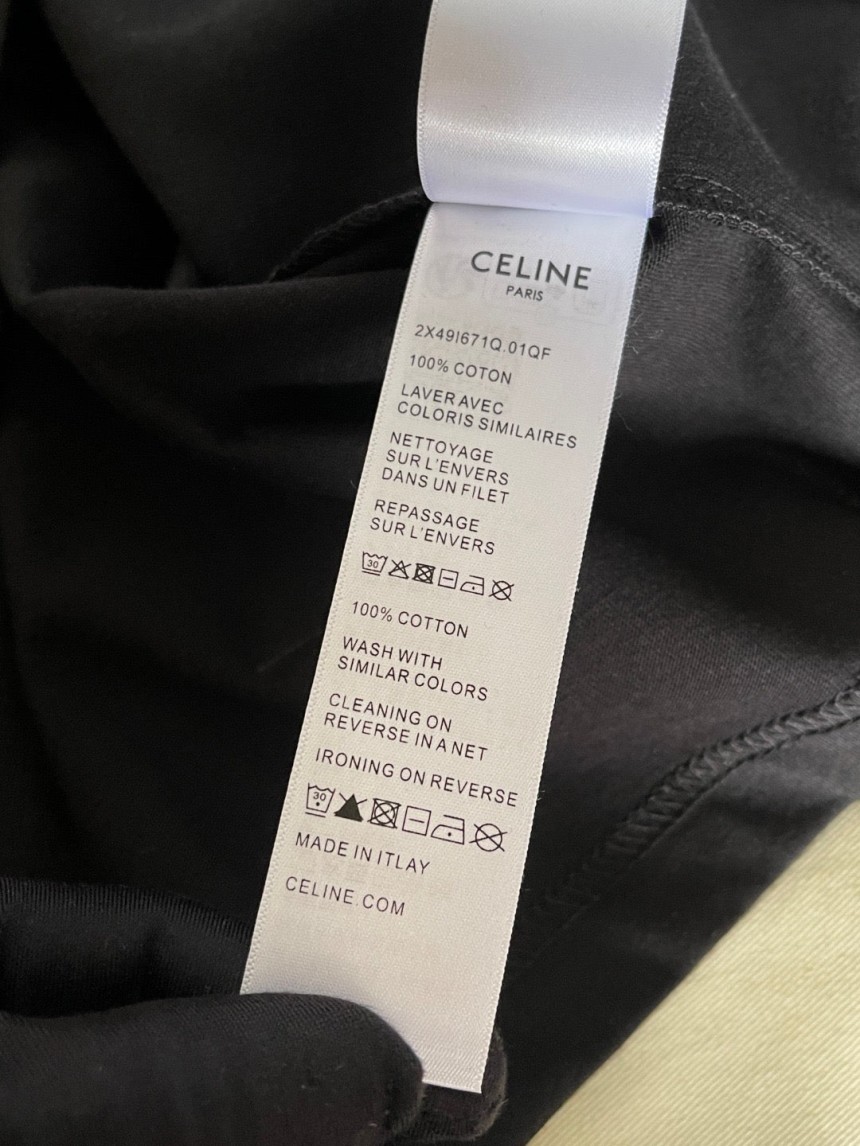 CELINE
PARIS
2X49I671Q.01QF
100% COTON
LAVER AVEC
COLORIS SIMILAIRES
NETTOYAGE
SUR L'ENVERS
DANS UN FILET
REPASSAGE
SUR L'ENVERS
30
100% COTTON
WASH WITH
SIMILAR COLORS
CLEANING ON
REVERSE IN A NET
IRONING ON REVERSE
30
MADE IN ITLAY
CELINE.COM